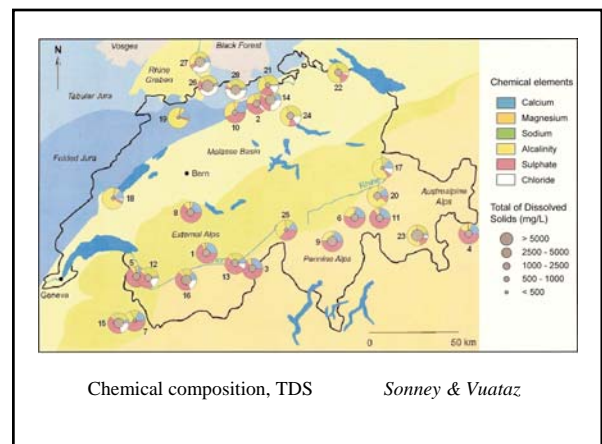 N
Vosges
Black Forest
Rhine
Graben
Tabular Jura
Folded Jura
Molasse Basin
Bern
External Alps
Geneva
Rhine
Austroalpine
Alps
Pennine Alps
27
26
28
21
22
14
2
10
24
19
18
17
20
8
6
11
25
9
23
4
1
13
3
5
12
16
15
7
0
50 km
Chemical elements
Calcium
Magnesium
Sodium
Alcalinity
Sulphate
Chloride
Total of Dissolved
Solids (mg/L)
> 5000
2500 - 5000
1000 - 2500
500 - 1000
< 500
Chemical composition, TDS Sonney & Vuataz